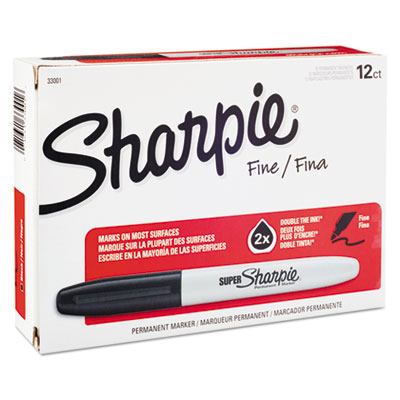 33001
12ct
Sharpie®
Fine/Fina
MARKS ON MOST SURFACES
MARQUE SUR LA PLUPART DES SURFACES
ESCRIBE EN LA MAYORÍA DE LAS SUPERFICIES
2x
DOUBLE THE INK!*
DEUX FOIS
PLUS D'ENCRE!*
DOBLE TINTA!*
Fine
Fina
SUPER Sharpie
Permanent Marker
PERMANENT MARKER / MARQUEUR PERMANENT / MARCADOR PERMANENTE